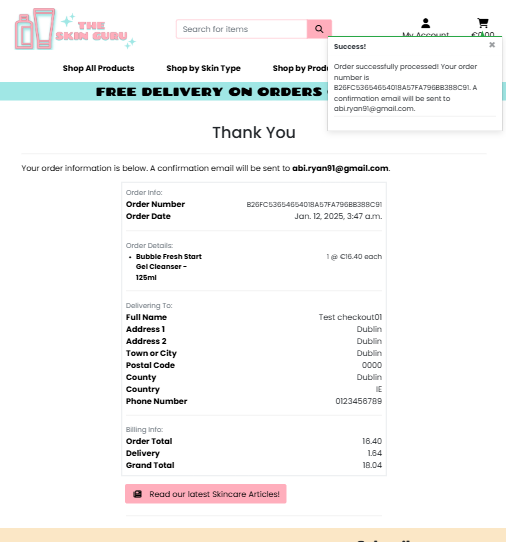 THE
SKIN GURU
Search for items
My Account
€0.00
Shop All Products
Shop by Skin Type
Shop by
FREE DELIVERY ON ORDERS
Success!
×
Order successfully processed! Your order
number is
B26FC53654654018A57FA796BB388C91. A
confirmation email will be sent to
abi.ryan91@gmail.com.
Thank You
Your order information is below. A confirmation email will be sent to abi.ryan91@gmail.com.
Order Info:
Order Number B26FC53654654018A57FA796BB388C91
Order Date Jan. 12, 2025, 3:47 a.m.
Order Details:
• Bubble Fresh Start 1 @ €16.40 each
Gel Cleanser -
125ml
Delivering To:
Full Name Test checkout01
Address 1 Dublin
Address 2 Dublin
Town or City Dublin
Postal Code 0000
County Dublin
Country IE
Phone Number 0123456789
Billing Info:
Order Total 16.40
Delivery 1.64
Grand Total 18.04
Read our latest Skincare Articles!